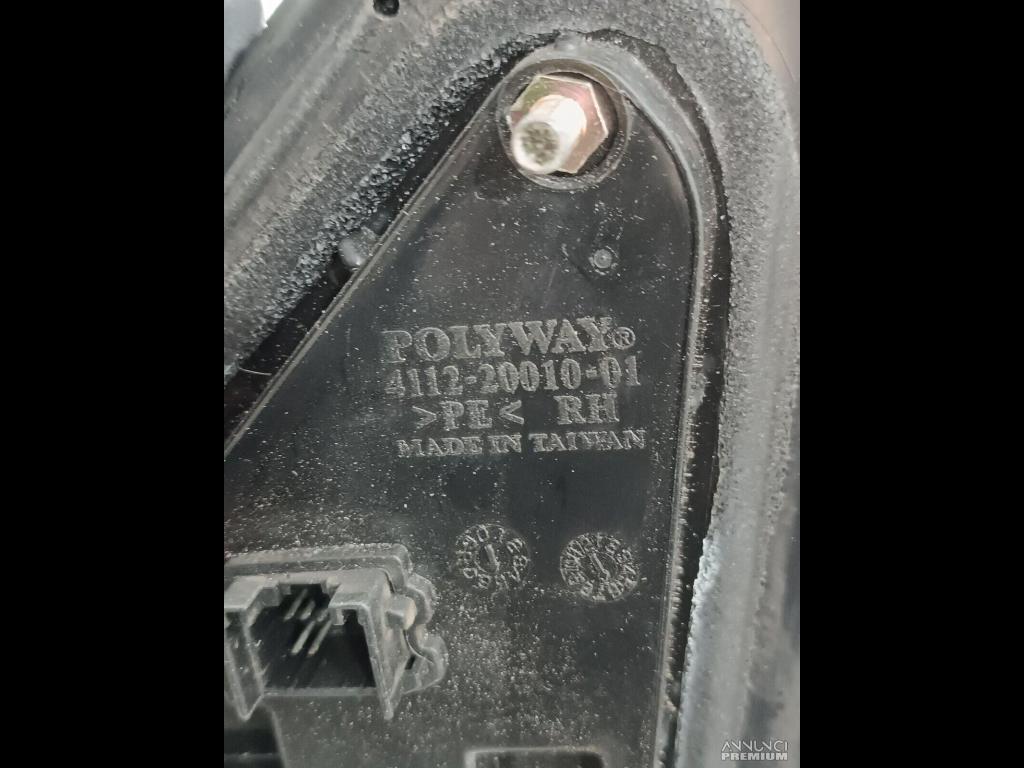 POLYWAY®
4112-20010-01
>PE< RH
MADE IN TAIWAN
ANNUNCI
PREMIUM